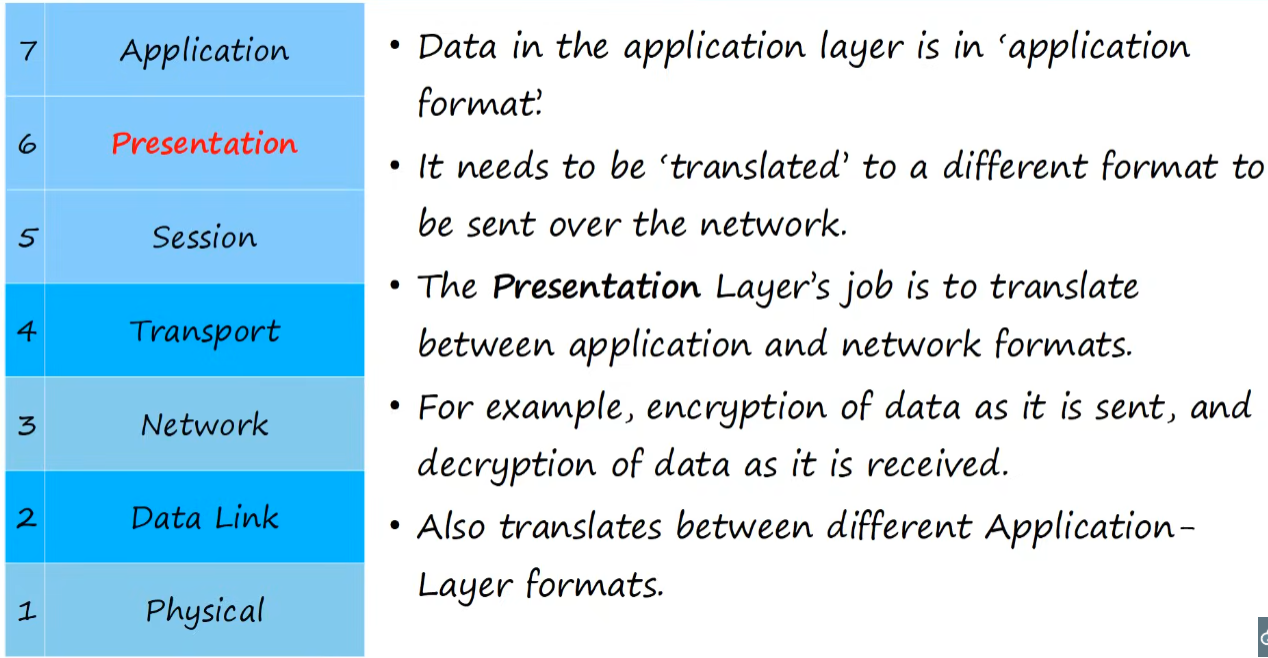 7 Application
6 Presentation
5 Session
4 Transport
3 Network
2 Data Link
1 Physical
• Data in the application layer is in ‘application
format’.
• It needs to be ‘translated’ to a different format to
be sent over the network.
• The Presentation Layer’s job is to translate
between application and network formats.
• For example, encryption of data as it is sent, and
decryption of data as it is received.
• Also translates between different Application-
Layer formats.